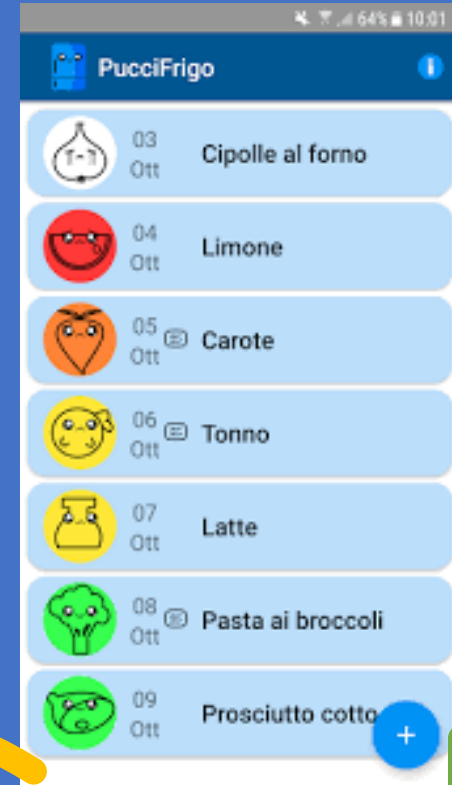 64% 10:01
PucciFrigo
i
03
Ott
Cipolle al forno
04
Ott
Limone
05
Ott
Carote
06
Ott
Tonno
07
Ott
Latte
08
Ott
Pasta ai broccoli
09
Ott
Prosciutto cotto
+